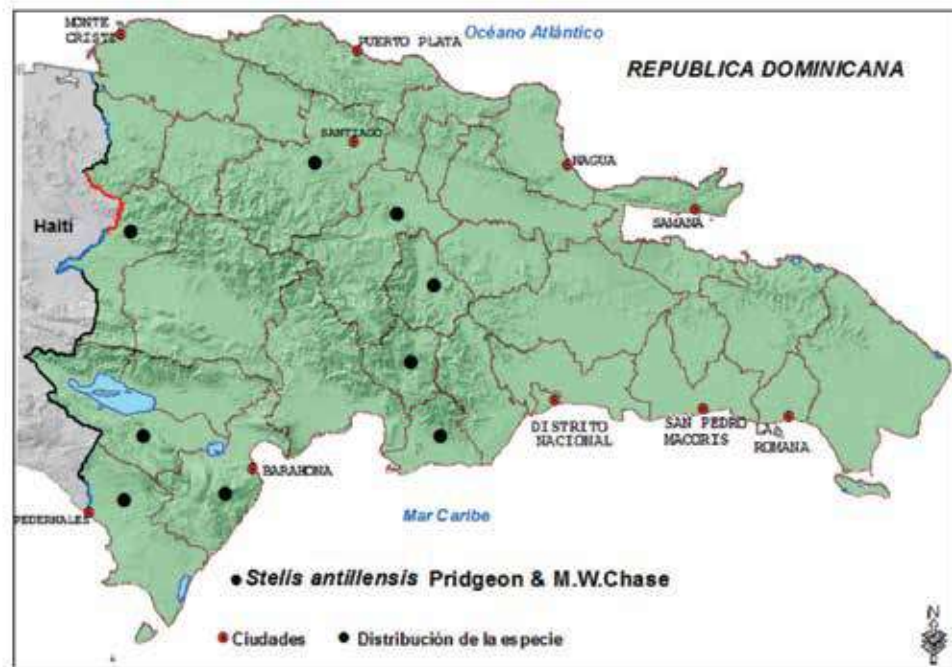 MONTE
CRISTI
PUERTO PLATA
Océano Atlántico
REPUBLICA DOMINICANA
SANTIAGO
NAGUA
SAMANA
Haití
DISTRITO
NACIONAL
SAN PEDRO
MACORIS
LA
ROMANA
BARAHONA
PEDERNALES
Mar Caribe
Stelis antillensis Pridgeon & M.W.Chase
Ciudades
Distribución de la especie
N